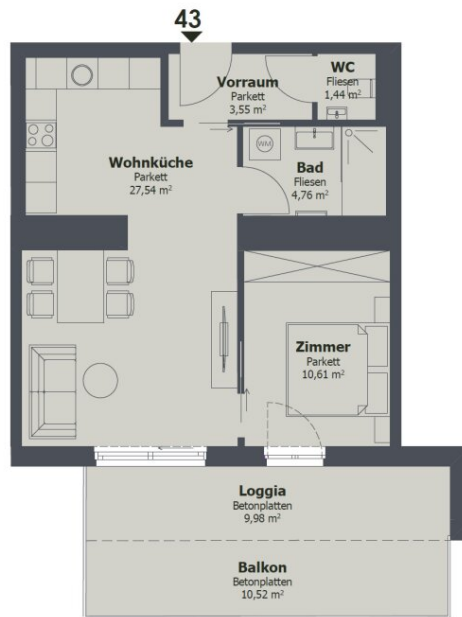 43
Vorraum
Parkett
3,55 m²
WC
Fliesen
1,44 m²
Wohnküche
Parkett
27,54 m²
WM
Bad
Fliesen
4,76 m²
Zimmer
Parkett
10,61 m²
Loggia
Betonplatten
9,98 m²
Balkon
Betonplatten
10,52 m²